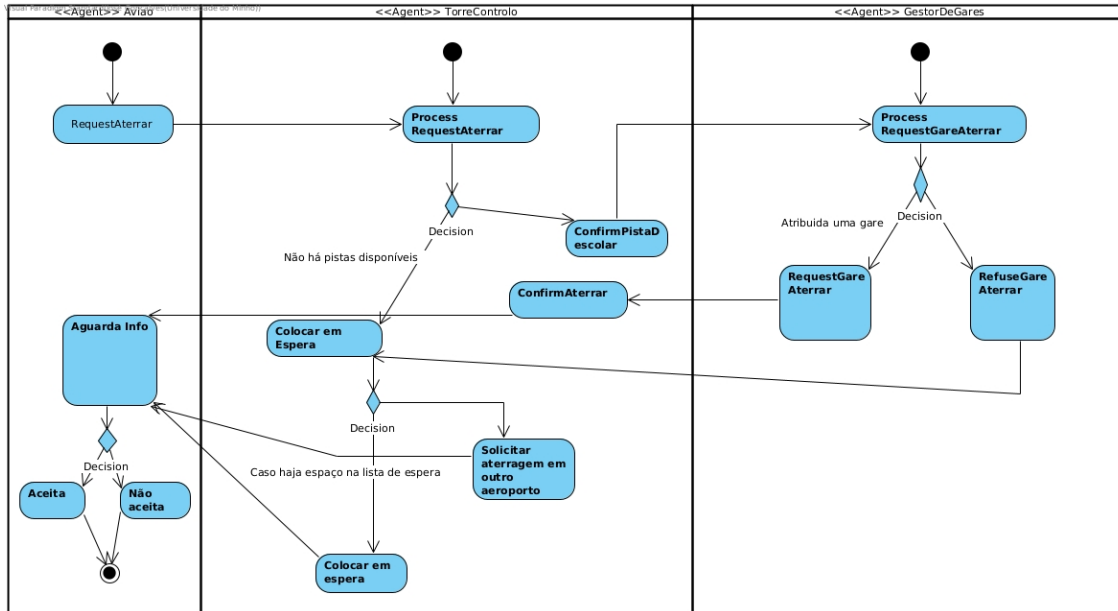 <<Agent>> Aviao
<<Agent>> TorreControlo
<<Agent>> GestorDeGares
RequestAterrar
Process
RequestAterrar
Process
RequestGareAterrar
Decision
ConfirmPistaD
escolar
Atribuida uma gare
Decision
Não há pistas disponíveis
RequestGare
Aterrar
RefuseGare
Aterrar
ConfirmAterrar
Aguarda Info
Colocar em
Espera
Decision
Solicitar
aterragem em
outro
aeroporto
Caso haja espaço na lista de espera
Decision
Aceita
Não
aceita
Colocar em
espera